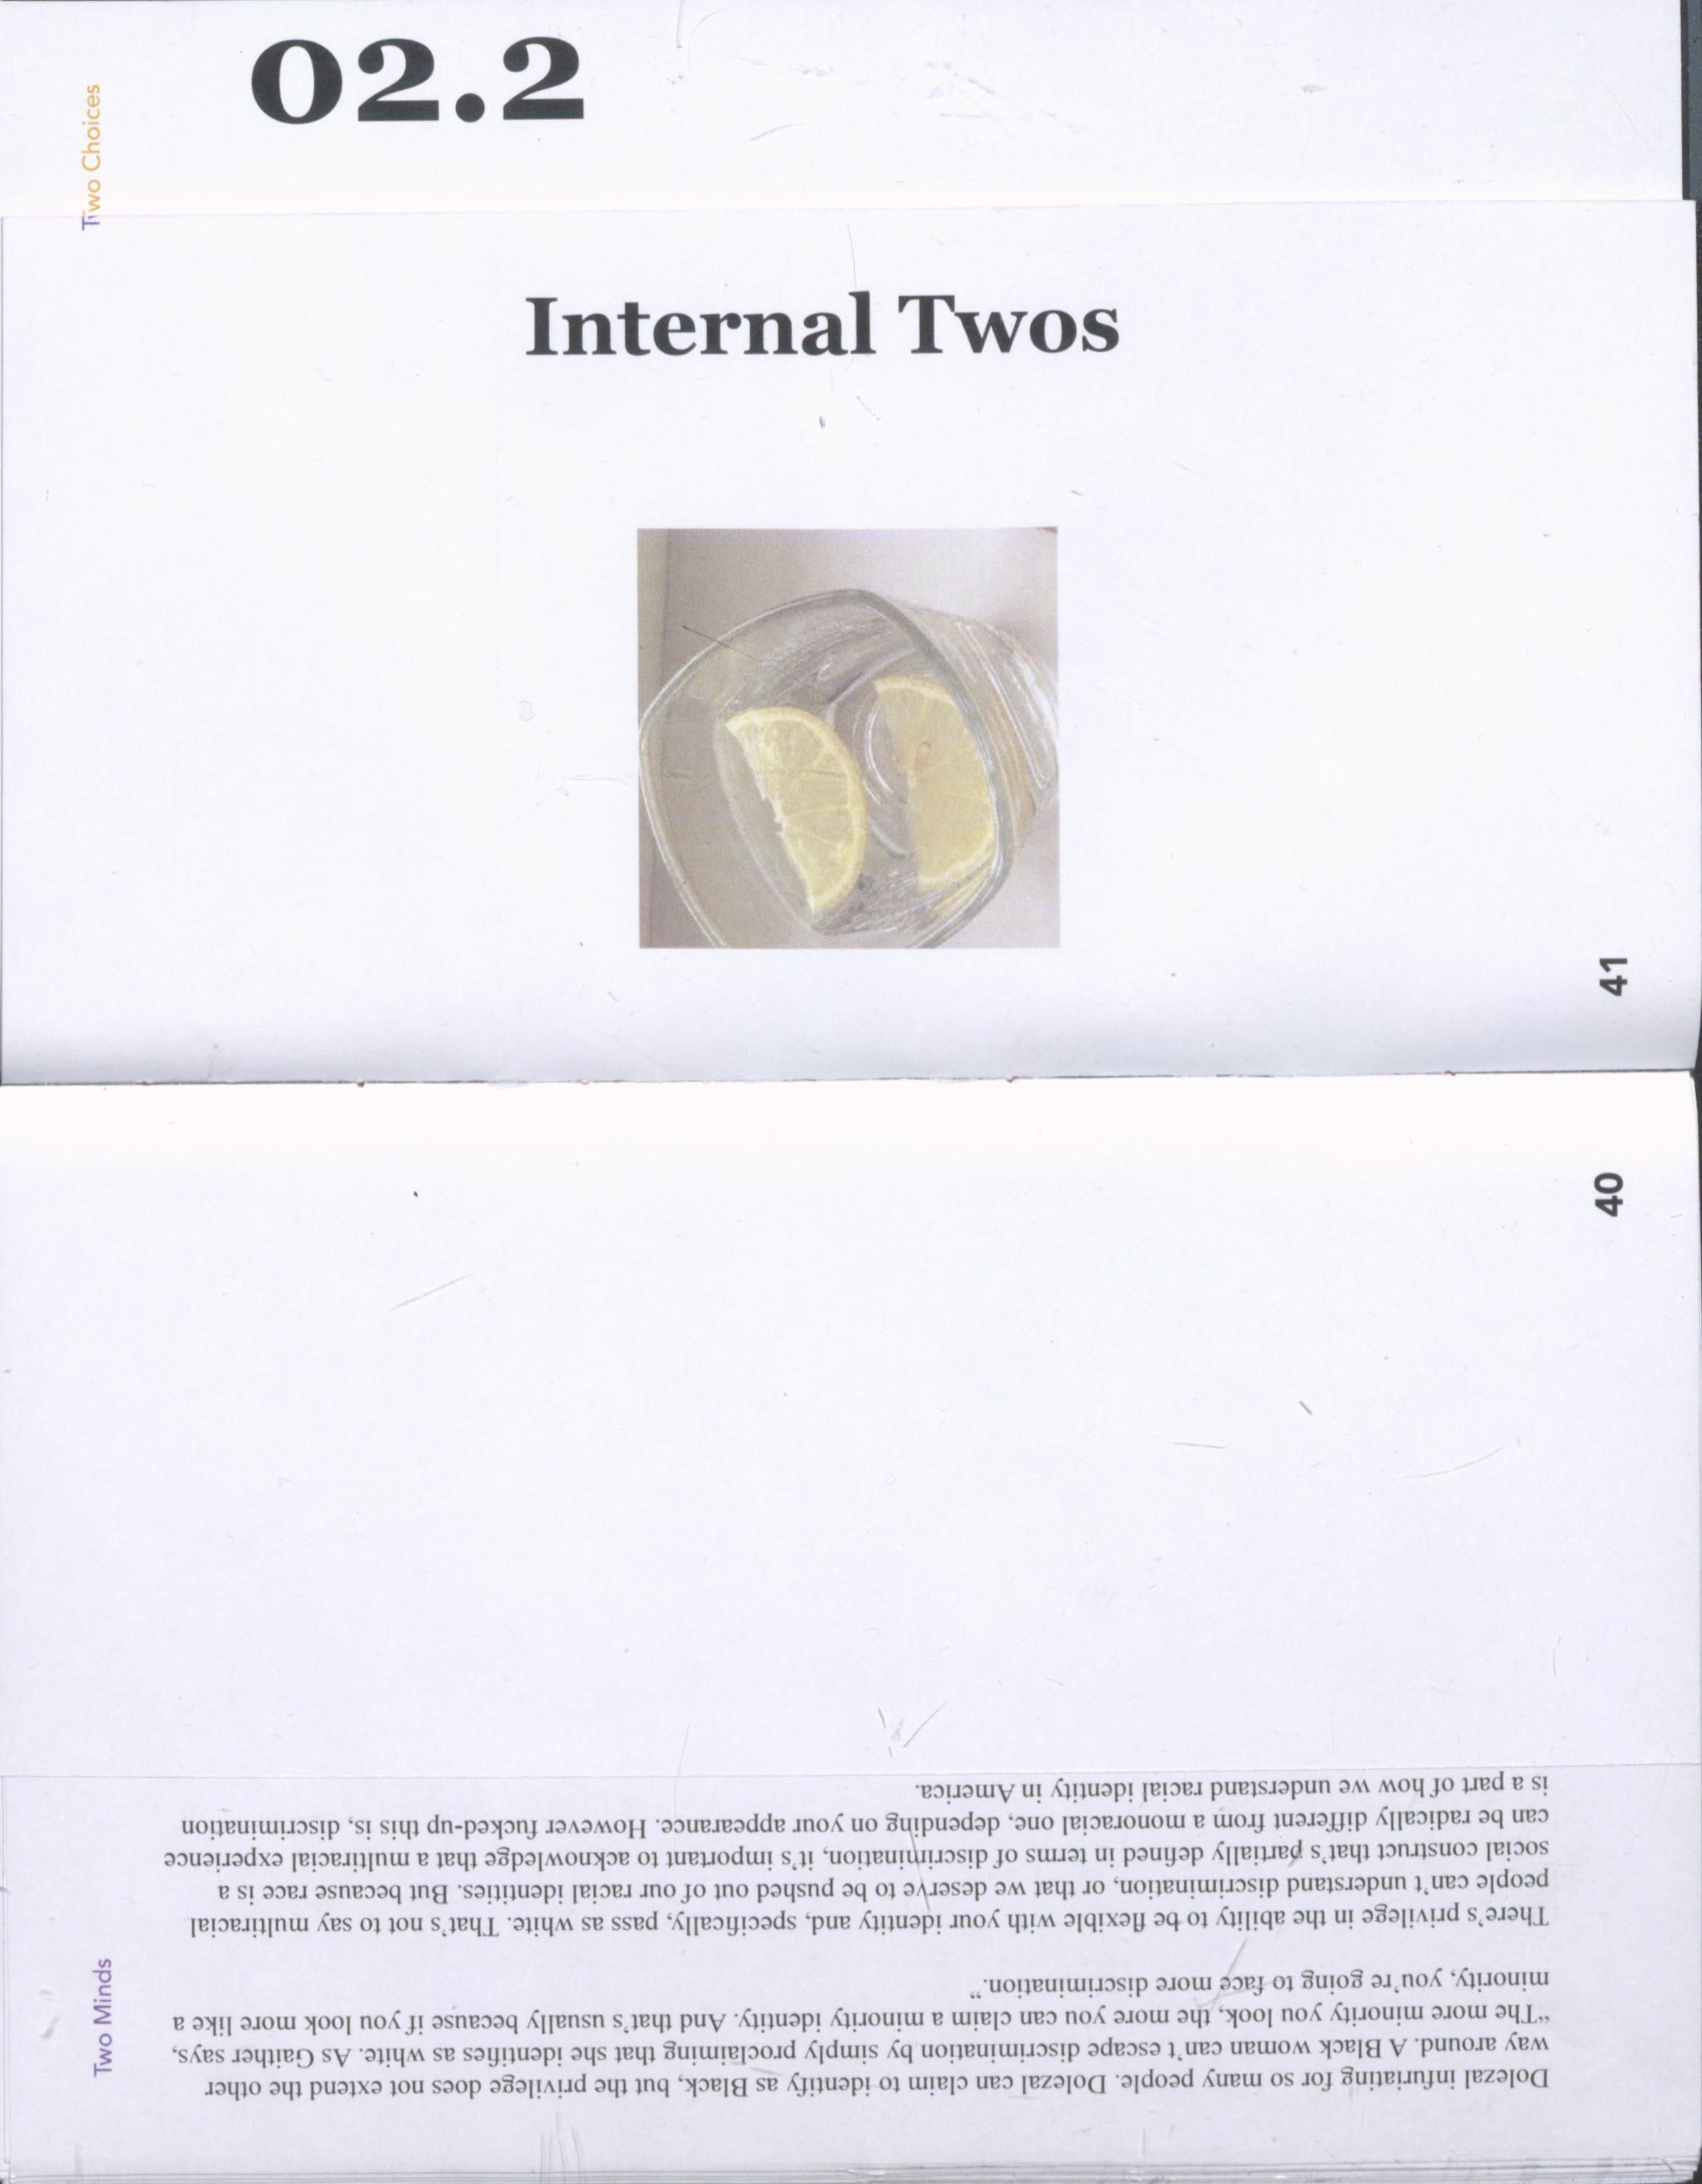 Two Minds
Dolezal infuriating for so many people. Dolezal can claim to identify as Black, but the privilege does not extend the other
way around. A Black woman can’t escape discrimination by simply proclaiming that she identifies as white. As Gaither says,
“The more minority you look, the more you can claim a minority identity. And that’s usually because if you look more like a
minority, you’re going to face more discrimination.”
There’s privilege in the ability to be flexible with your identity and, specifically, pass as white. That’s not to say multiracial
people can’t understand discrimination, or that we deserve to be pushed out of our racial identities. But because race is a
social construct that’s partially defined in terms of discrimination, it’s important to acknowledge that a multiracial experience
can be radically different from a monoracial one, depending on your appearance. However fucked-up this is, discrimination
is a part of how we understand racial identity in America.
40
Two Choices
02.2
Internal Twos
41